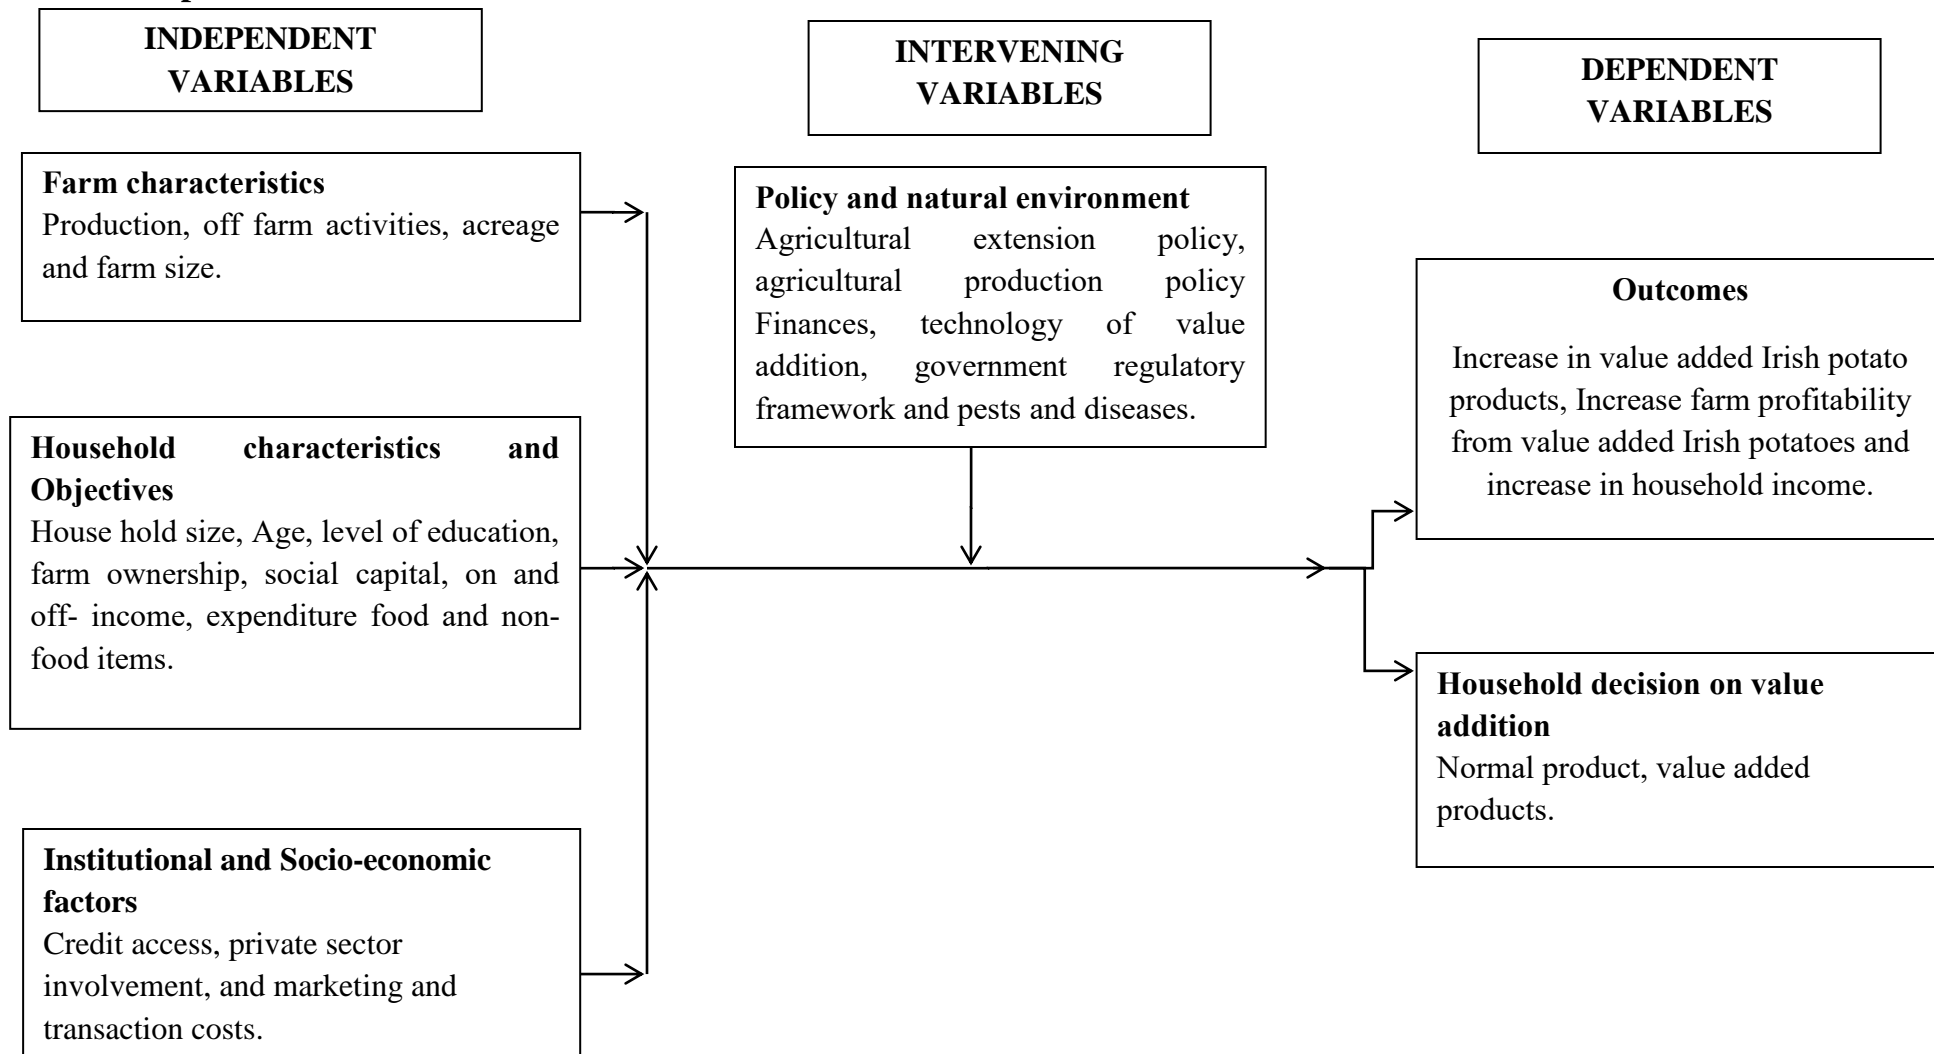 INDEPENDENT
VARIABLES
INTERVENING
VARIABLES
DEPENDENT
VARIABLES
Farm characteristics
Production, off farm activities, acreage
and farm size.
Household characteristics and
Objectives
House hold size, Age, level of education,
farm ownership, social capital, on and
off- income, expenditure food and non-
food items.
Institutional and Socio-economic
factors
Credit access, private sector
involvement, and marketing and
transaction costs.
Policy and natural environment
Agricultural extension policy,
agricultural production policy
Finances, technology of value
addition, government regulatory
framework and pests and diseases.
Outcomes
Increase in value added Irish potato
products, Increase farm profitability
from value added Irish potatoes and
increase in household income.
Household decision on value
addition
Normal product, value added
products.